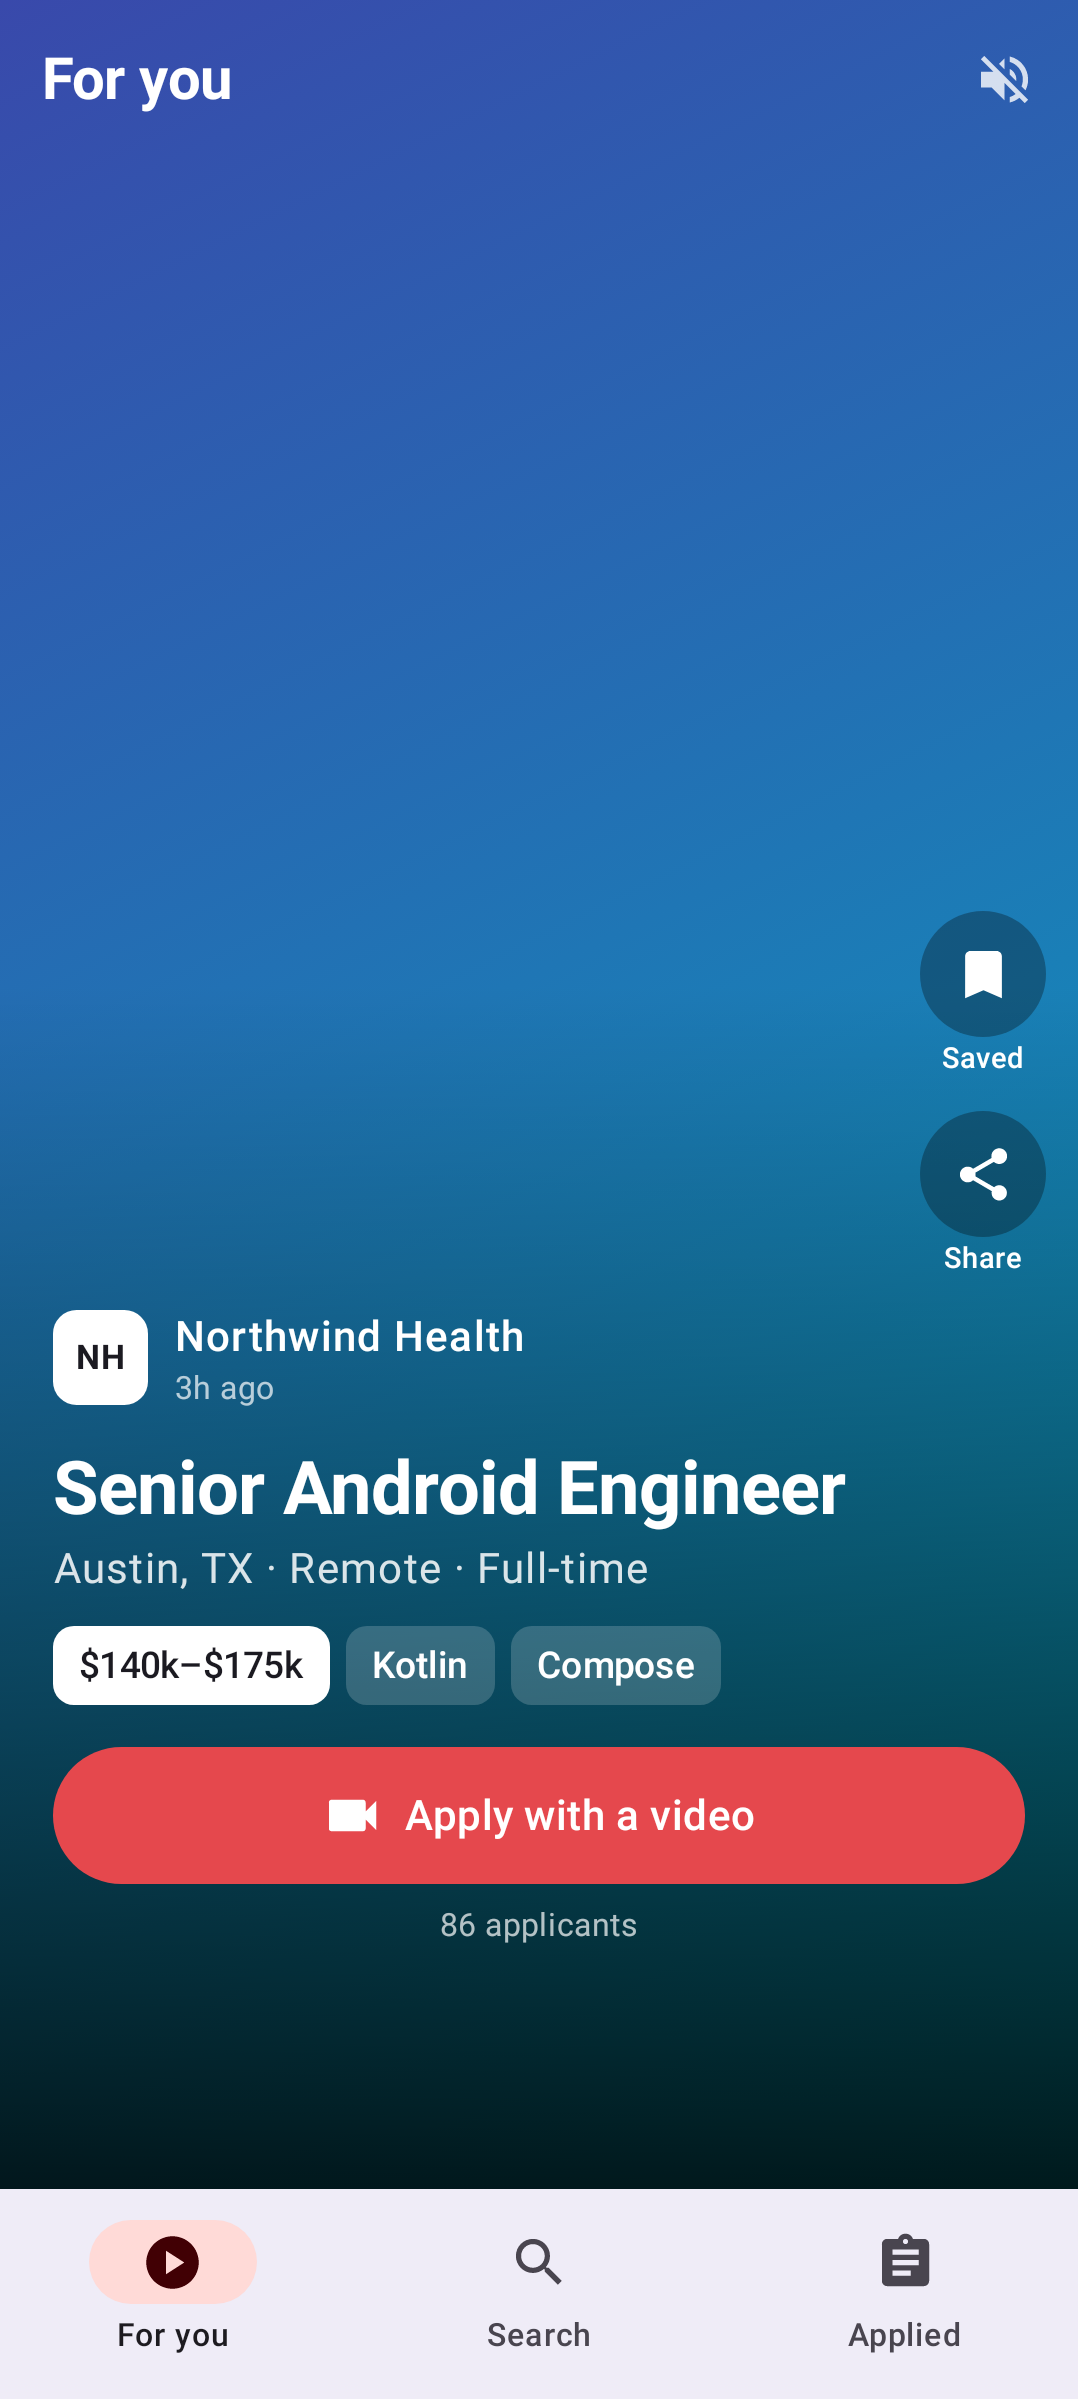 For you
Saved
Share
NH
Northwind Health
3h ago
Senior Android Engineer
Austin, TX · Remote · Full-time
$140k–$175k
Kotlin
Compose
Apply with a video
86 applicants
For you
Search
Applied